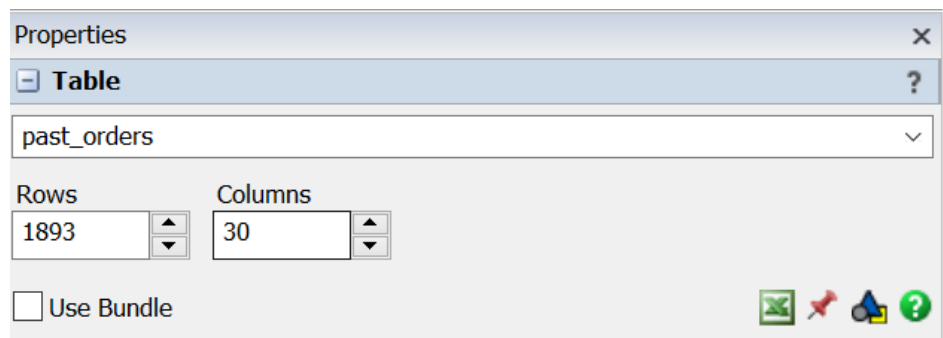 Properties
Table ?
past_orders
Rows Columns
1893 30
Use Bundle ?